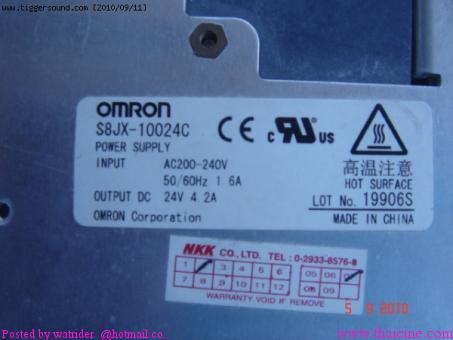 www.tiggersound.com [2010/09/11]
OMRON
S8JX-10024C
POWER SUPPLY
INPUT AC200-240V
50/60Hz 1.6A
OUTPUT DC 24V 4.2A
OMRON Corporation
CE c RU US
高温注意
HOT SURFACE
LOT No. 19906S
MADE IN CHINA
NKK CO., LTD. TEL : 0-2933-8576-8
1 3 4 5 6 05 06
7 8 9 10 11 12 09
WARRANTY VOID IF REMOVE
5 9 2010
Posted by watrider @hotmail.co
www.thaicine.com